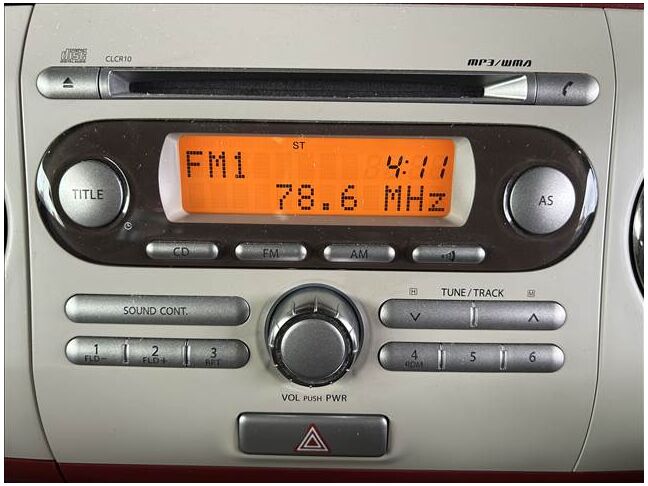 disc
CLCR10
MP3/WMA
ST
FM1 4:11
78.6 MHz
TITLE
AS
CD
FM
AM
SOUND CONT.
TUNE/TRACK
H
M
1
FLD-
2
FLD+
3
RPT
4
RDM
5
6
VOL PUSH PWR